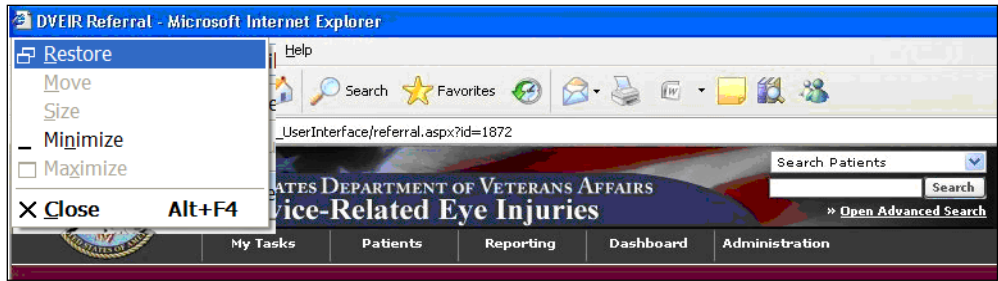 DVEIR Referral - Microsoft Internet Explorer
Restore
Help
Move
Search Favorites
Size
Minimize
_UserInterface/referral.aspx?id=1872
Maximize
Search Patients
ATES DEPARTMENT OF VETERANS AFFAIRS
Search
Close Alt+F4
vice-Related Eye Injuries
» Open Advanced Search
My Tasks Patients Reporting Dashboard Administration